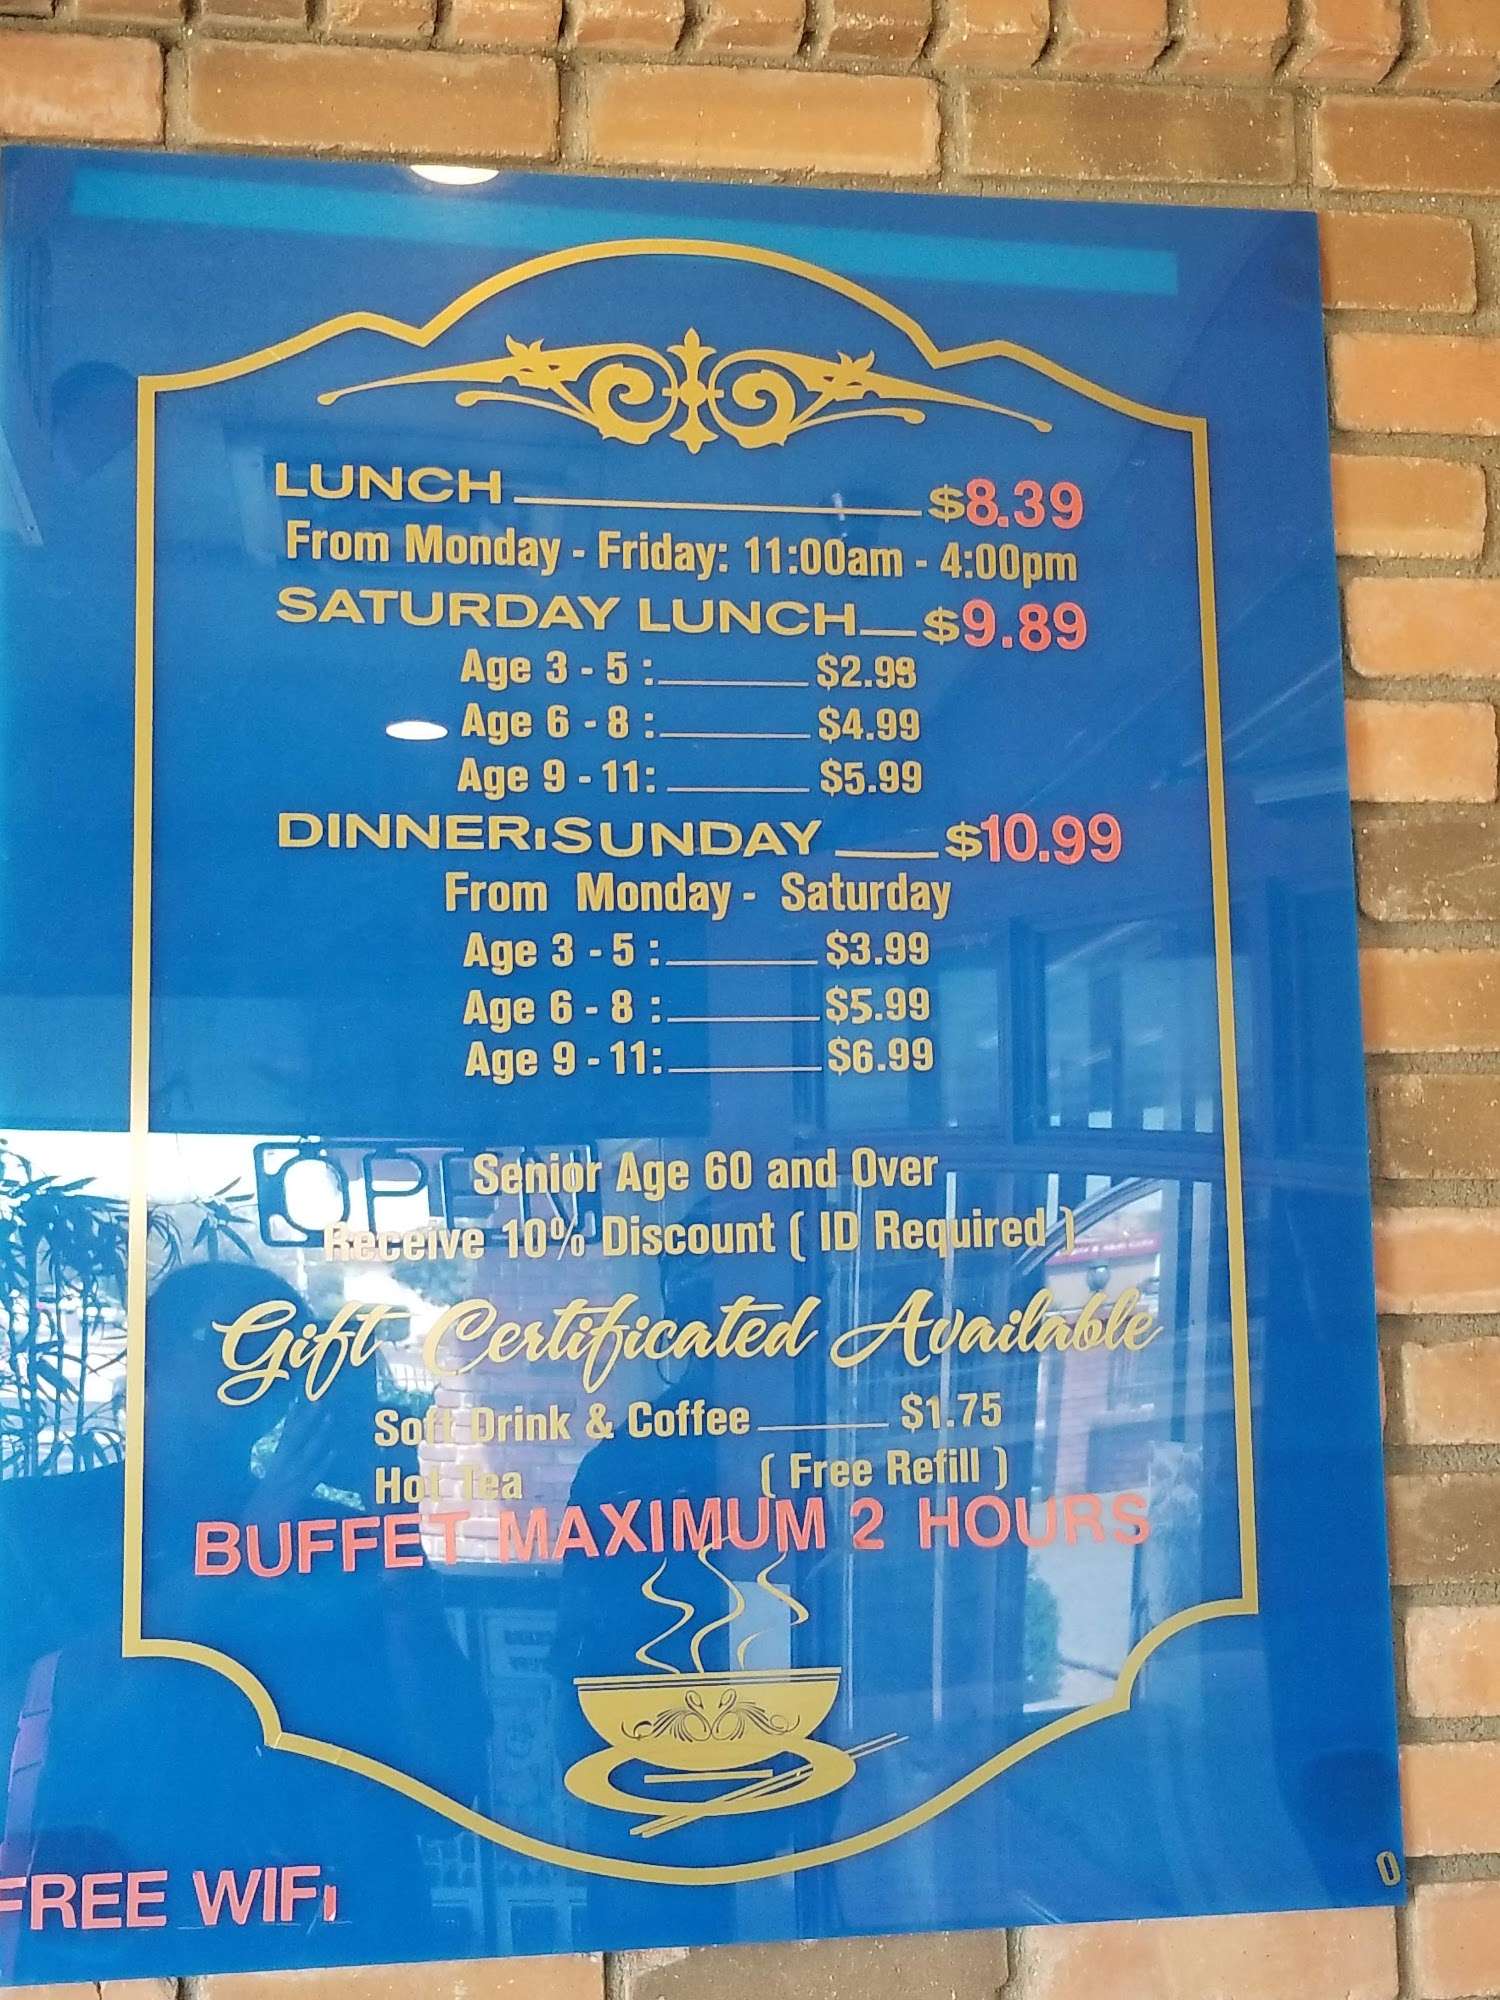 LUNCH $8.39
From Monday - Friday: 11:00am - 4:00pm
SATURDAY LUNCH $9.89
Age 3 - 5 : $2.99
Age 6 - 8 : $4.99
Age 9 - 11: $5.99
DINNER SUNDAY $10.99
From Monday - Saturday
Age 3 - 5 : $3.99
Age 6 - 8 : $5.99
Age 9 - 11: $6.99
OPEN
Senior Age 60 and Over
Receive 10% Discount ( ID Required )
Gift Certificated Available
Soft Drink & Coffee $1.75
Hot Tea ( Free Refill )
BUFFET MAXIMUM 2 HOURS
FREE WIFI
0